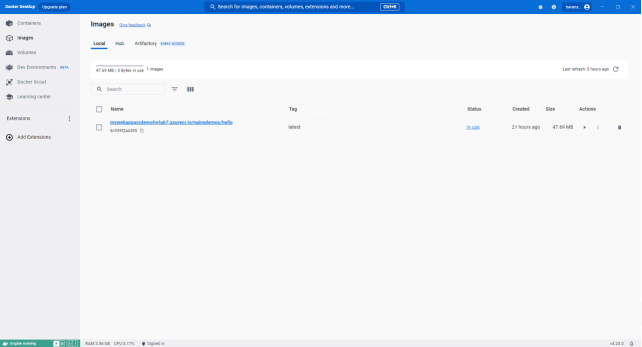 Docker Desktop Upgrade plan Search for images, containers, volumes, extensions and more... Ctrl+K
Containers
Images
Volumes
Dev Environments BETA
Docker Scout
Learning center
Extensions
Add Extensions
Images Give feedback
Local Hub Artifactory EARLY ACCESS
47.69 MB / 0 Bytes in use 1 images Last refresh: 5 hours ago
Search
Name Tag Status Created Size Actions
latest In use 21 hours ago 47.69 MB
Engine running RAM 3.86 GB CPU 0.17% Signed in v4.20.0